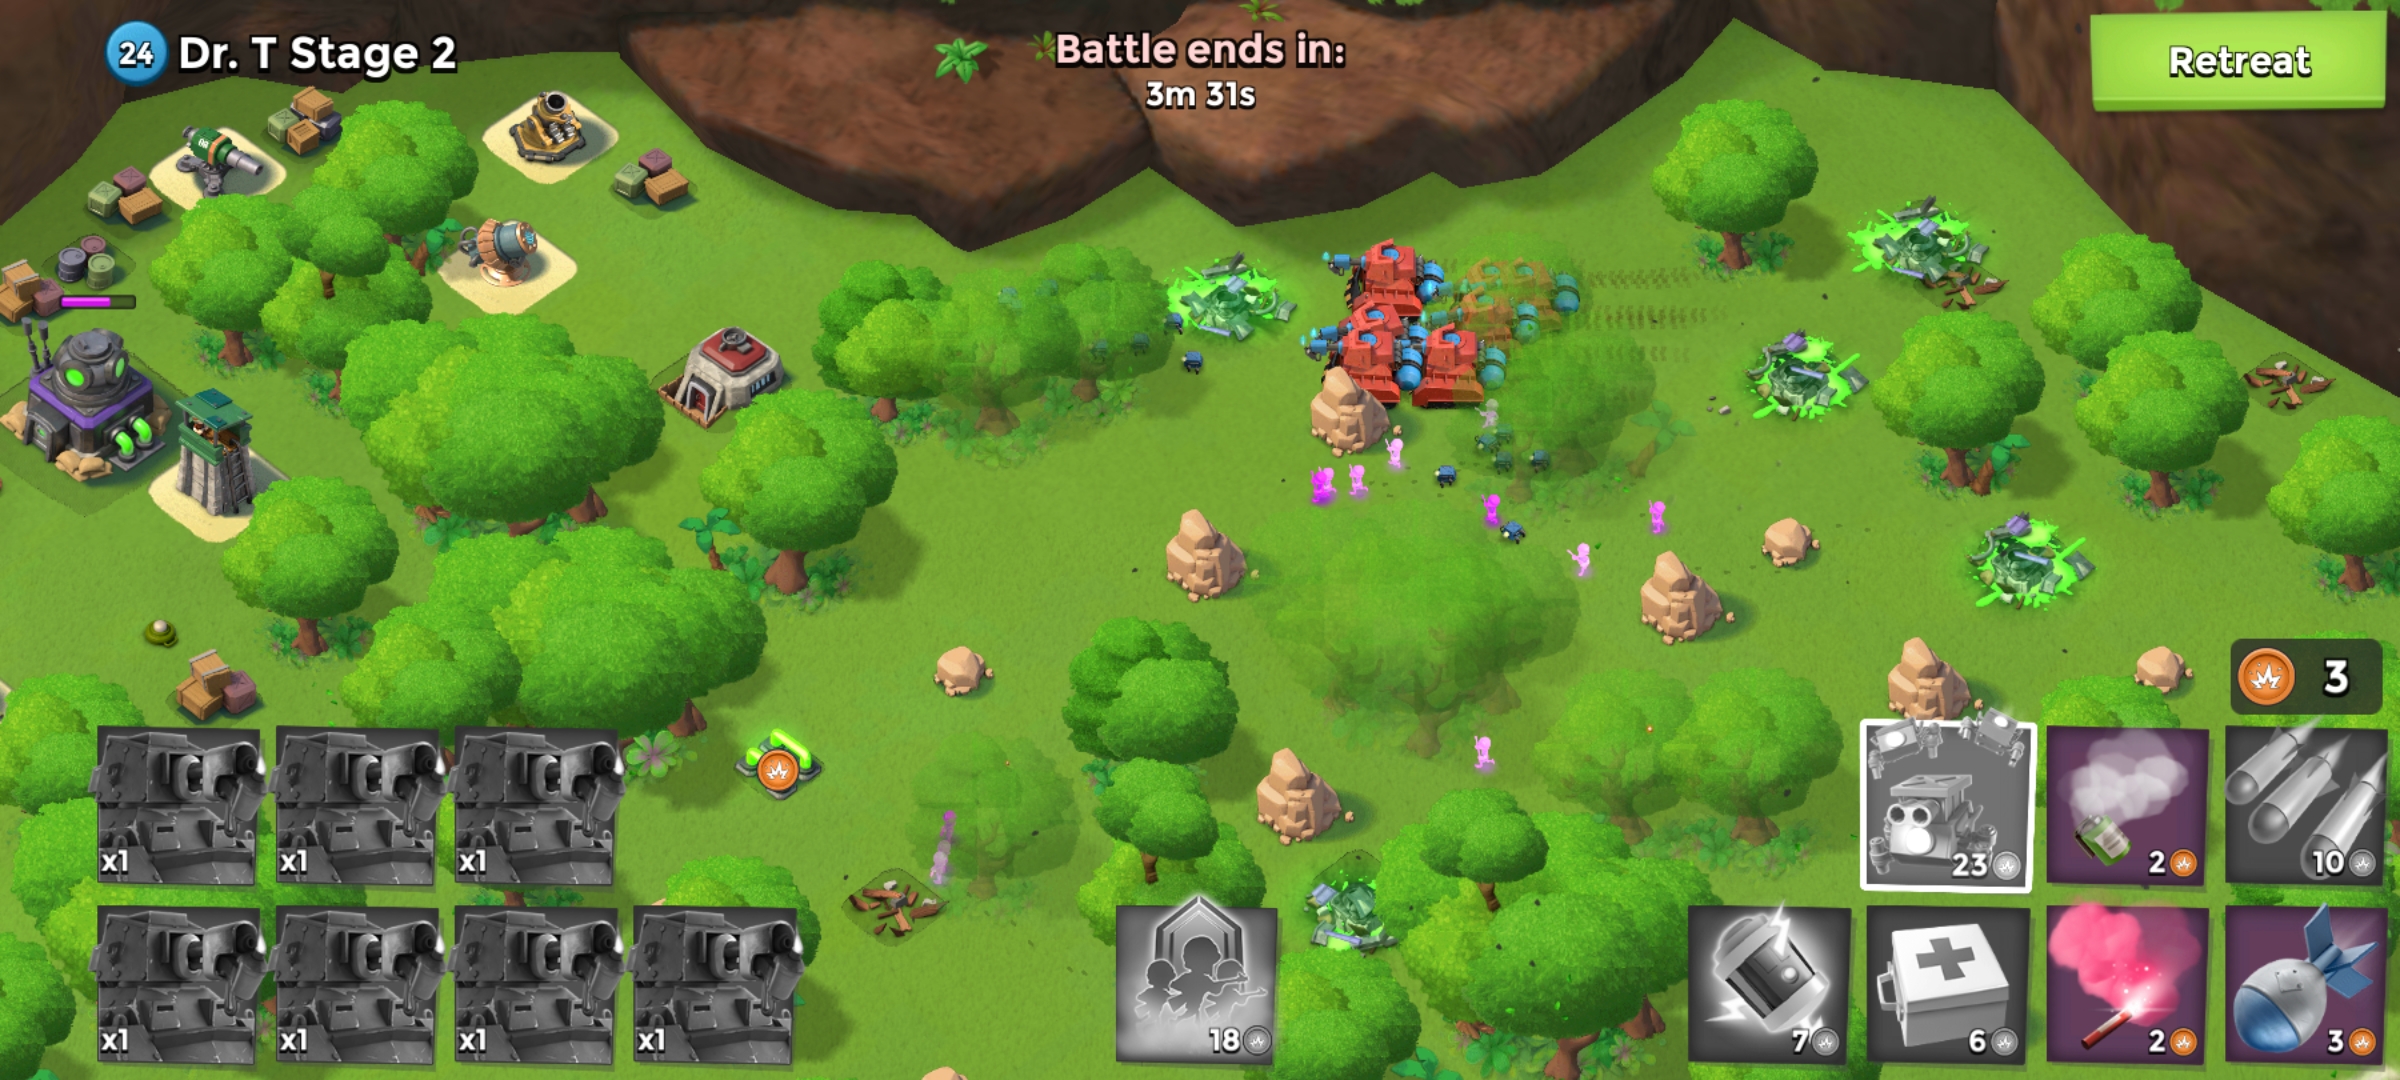 24 Dr. T Stage 2
Battle ends in:
3m 31s
Retreat
3
x1 x1 x1
23 2 10
x1 x1 x1 x1
18 7 6 2 3